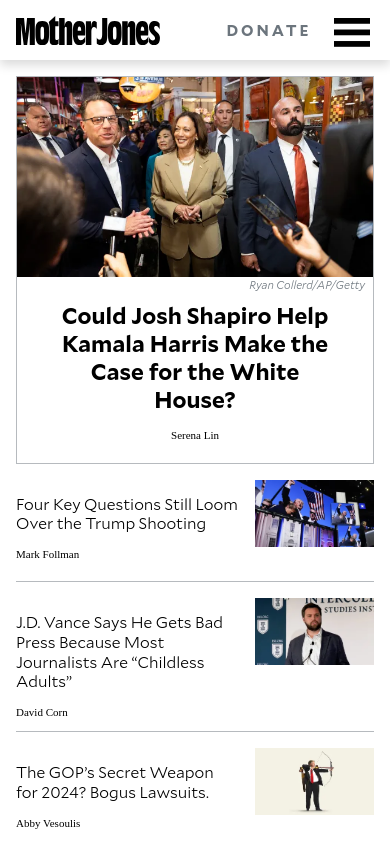 Mother Jones
DONATE
Ryan Collerd/AP/Getty
Could Josh Shapiro Help
Kamala Harris Make the
Case for the White
House?
Serena Lin
Four Key Questions Still Loom
Over the Trump Shooting
Mark Follman
J.D. Vance Says He Gets Bad
Press Because Most
Journalists Are “Childless
Adults”
David Corn
INTERCOLL
STUDIES INST
The GOP’s Secret Weapon
for 2024? Bogus Lawsuits.
Abby Vesoulis